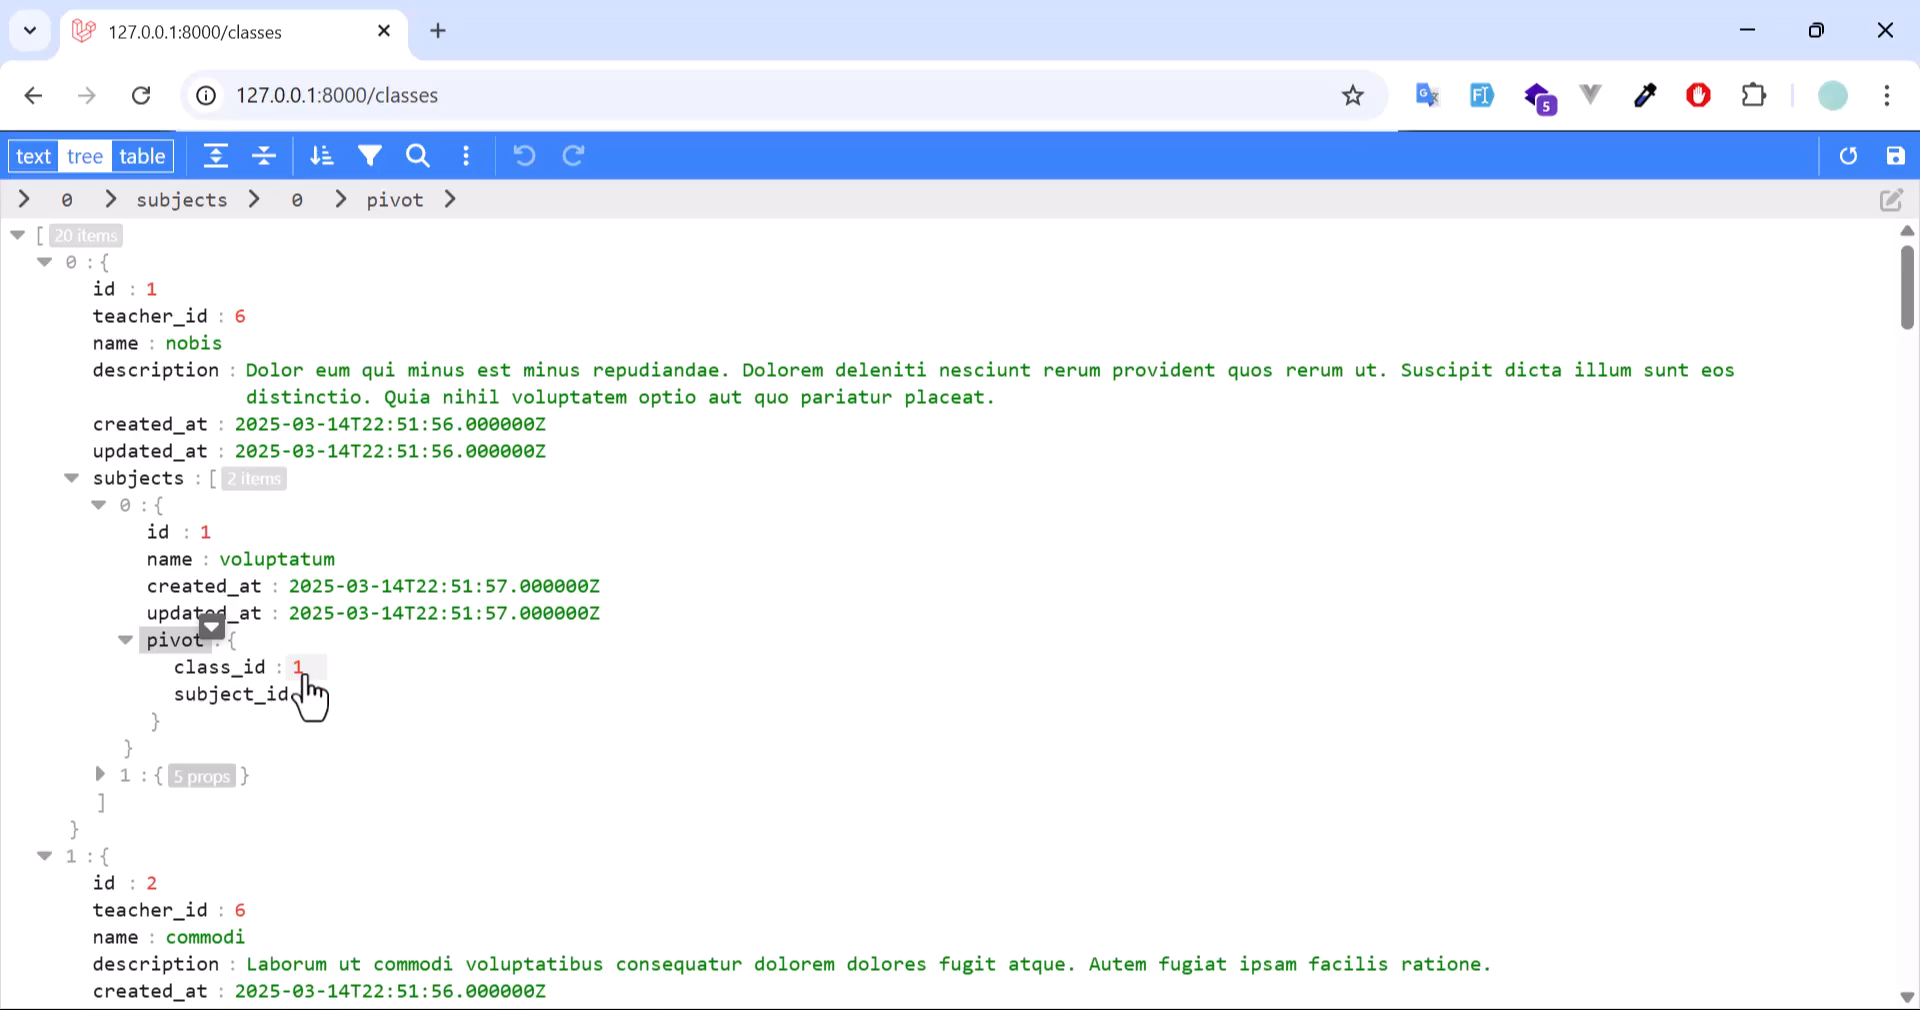 127.0.0.1:8000/classes
127.0.0.1:8000/classes
5
text tree table
0 subjects 0 pivot
[ 20 items
0 : {
id : 1
teacher_id : 6
name : nobis
description : Dolor eum qui minus est minus repudiandae. Dolorem deleniti nesciunt rerum provident quos rerum ut. Suscipit dicta illum sunt eos
distinctio. Quia nihil voluptatem optio aut quo pariatur placeat.
created_at : 2025-03-14T22:51:56.000000Z
updated_at : 2025-03-14T22:51:56.000000Z
subjects : [ 2 items
0 : {
id : 1
name : voluptatum
created_at : 2025-03-14T22:51:57.000000Z
updated_at : 2025-03-14T22:51:57.000000Z
pivot : {
class_id : 1
subject_id
}
}
1 : { 5 props }
]
}
1 : {
id : 2
teacher_id : 6
name : commodi
description : Laborum ut commodi voluptatibus consequatur dolorem dolores fugit atque. Autem fugiat ipsam facilis ratione.
created_at : 2025-03-14T22:51:56.000000Z